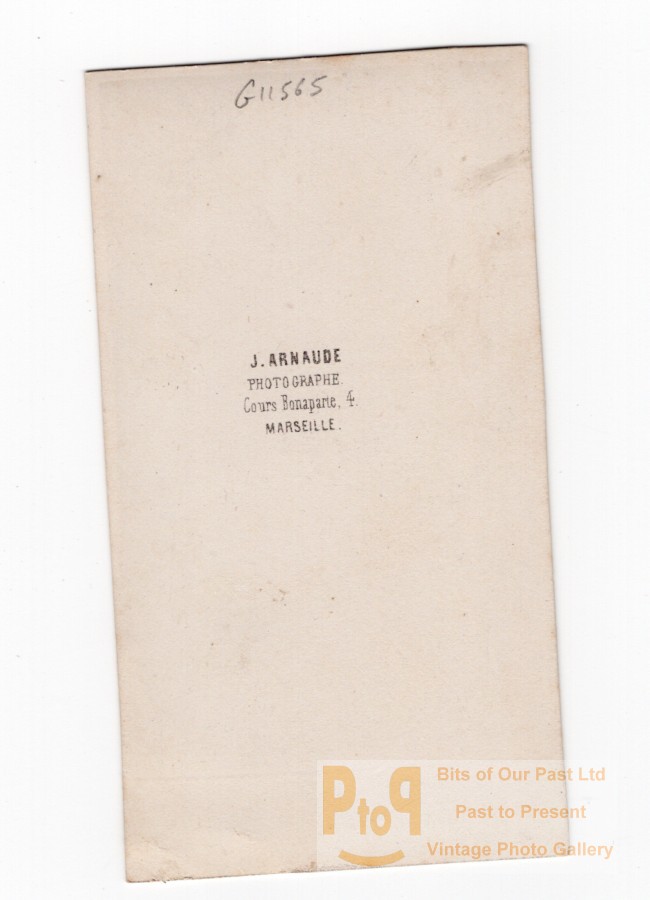 G11565
J. ARNAUDE
PHOTOGRAPHE.
Cours Bonaparte, 4.
MARSEILLE.
PtoP
Bits of Our Past Ltd
Past to Present
Vintage Photo Gallery